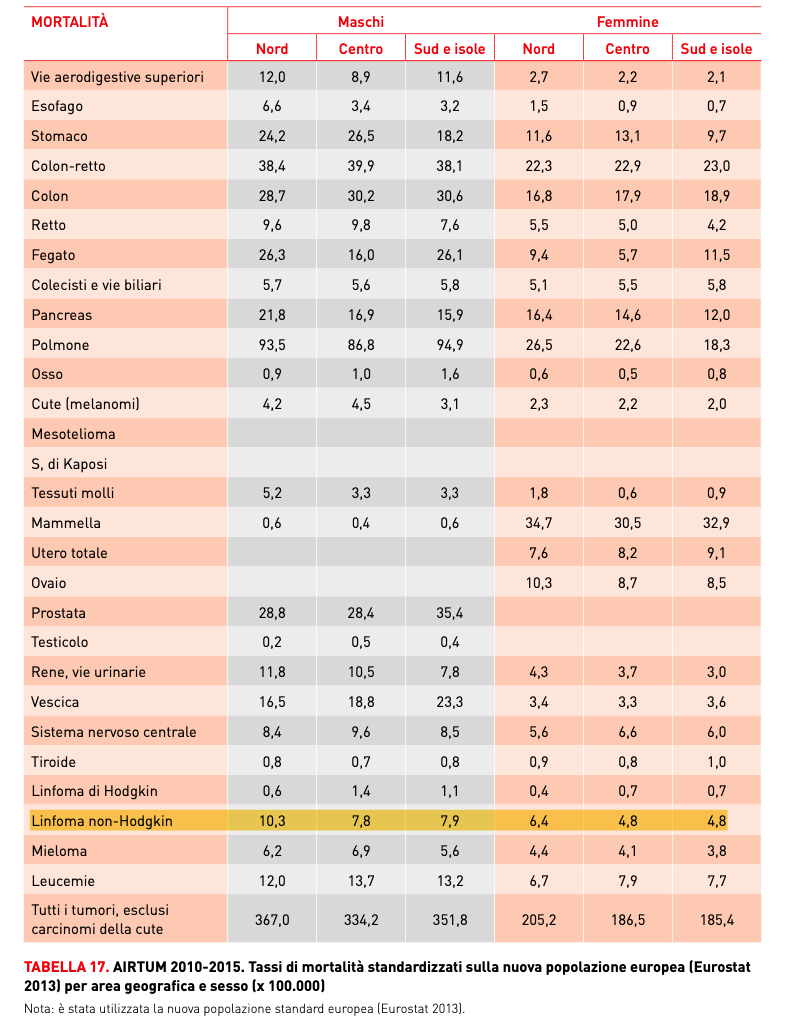 MORTALITÀ Maschi Femmine
Nord Centro Sud e isole Nord Centro Sud e isole
Vie aerodigestive superiori 12,0 8,9 11,6 2,7 2,2 2,1
Esofago 6,6 3,4 3,2 1,5 0,9 0,7
Stomaco 24,2 26,5 18,2 11,6 13,1 9,7
Colon-retto 38,4 39,9 38,1 22,3 22,9 23,0
Colon 28,7 30,2 30,6 16,8 17,9 18,9
Retto 9,6 9,8 7,6 5,5 5,0 4,2
Fegato 26,3 16,0 26,1 9,4 5,7 11,5
Colecisti e vie biliari 5,7 5,6 5,8 5,1 5,5 5,8
Pancreas 21,8 16,9 15,9 16,4 14,6 12,0
Polmone 93,5 86,8 94,9 26,5 22,6 18,3
Osso 0,9 1,0 1,6 0,6 0,5 0,8
Cute (melanomi) 4,2 4,5 3,1 2,3 2,2 2,0
Mesotelioma
S, di Kaposi
Tessuti molli 5,2 3,3 3,3 1,8 0,6 0,9
Mammella 0,6 0,4 0,6 34,7 30,5 32,9
Utero totale 7,6 8,2 9,1
Ovaio 10,3 8,7 8,5
Prostata 28,8 28,4 35,4
Testicolo 0,2 0,5 0,4
Rene, vie urinarie 11,8 10,5 7,8 4,3 3,7 3,0
Vescica 16,5 18,8 23,3 3,4 3,3 3,6
Sistema nervoso centrale 8,4 9,6 8,5 5,6 6,6 6,0
Tiroide 0,8 0,7 0,8 0,9 0,8 1,0
Linfoma di Hodgkin 0,6 1,4 1,1 0,4 0,7 0,7
Linfoma non-Hodgkin 10,3 7,8 7,9 6,4 4,8 4,8
Mieloma 6,2 6,9 5,6 4,4 4,1 3,8
Leucemie 12,0 13,7 13,2 6,7 7,9 7,7
Tutti i tumori, esclusi
carcinomi della cute 367,0 334,2 351,8 205,2 186,5 185,4
TABELLA 17. AIRTUM 2010-2015. Tassi di mortalità standardizzati sulla nuova popolazione europea (Eurostat
2013) per area geografica e sesso (x 100.000)
Nota: è stata utilizzata la nuova popolazione standard europea (Eurostat 2013).